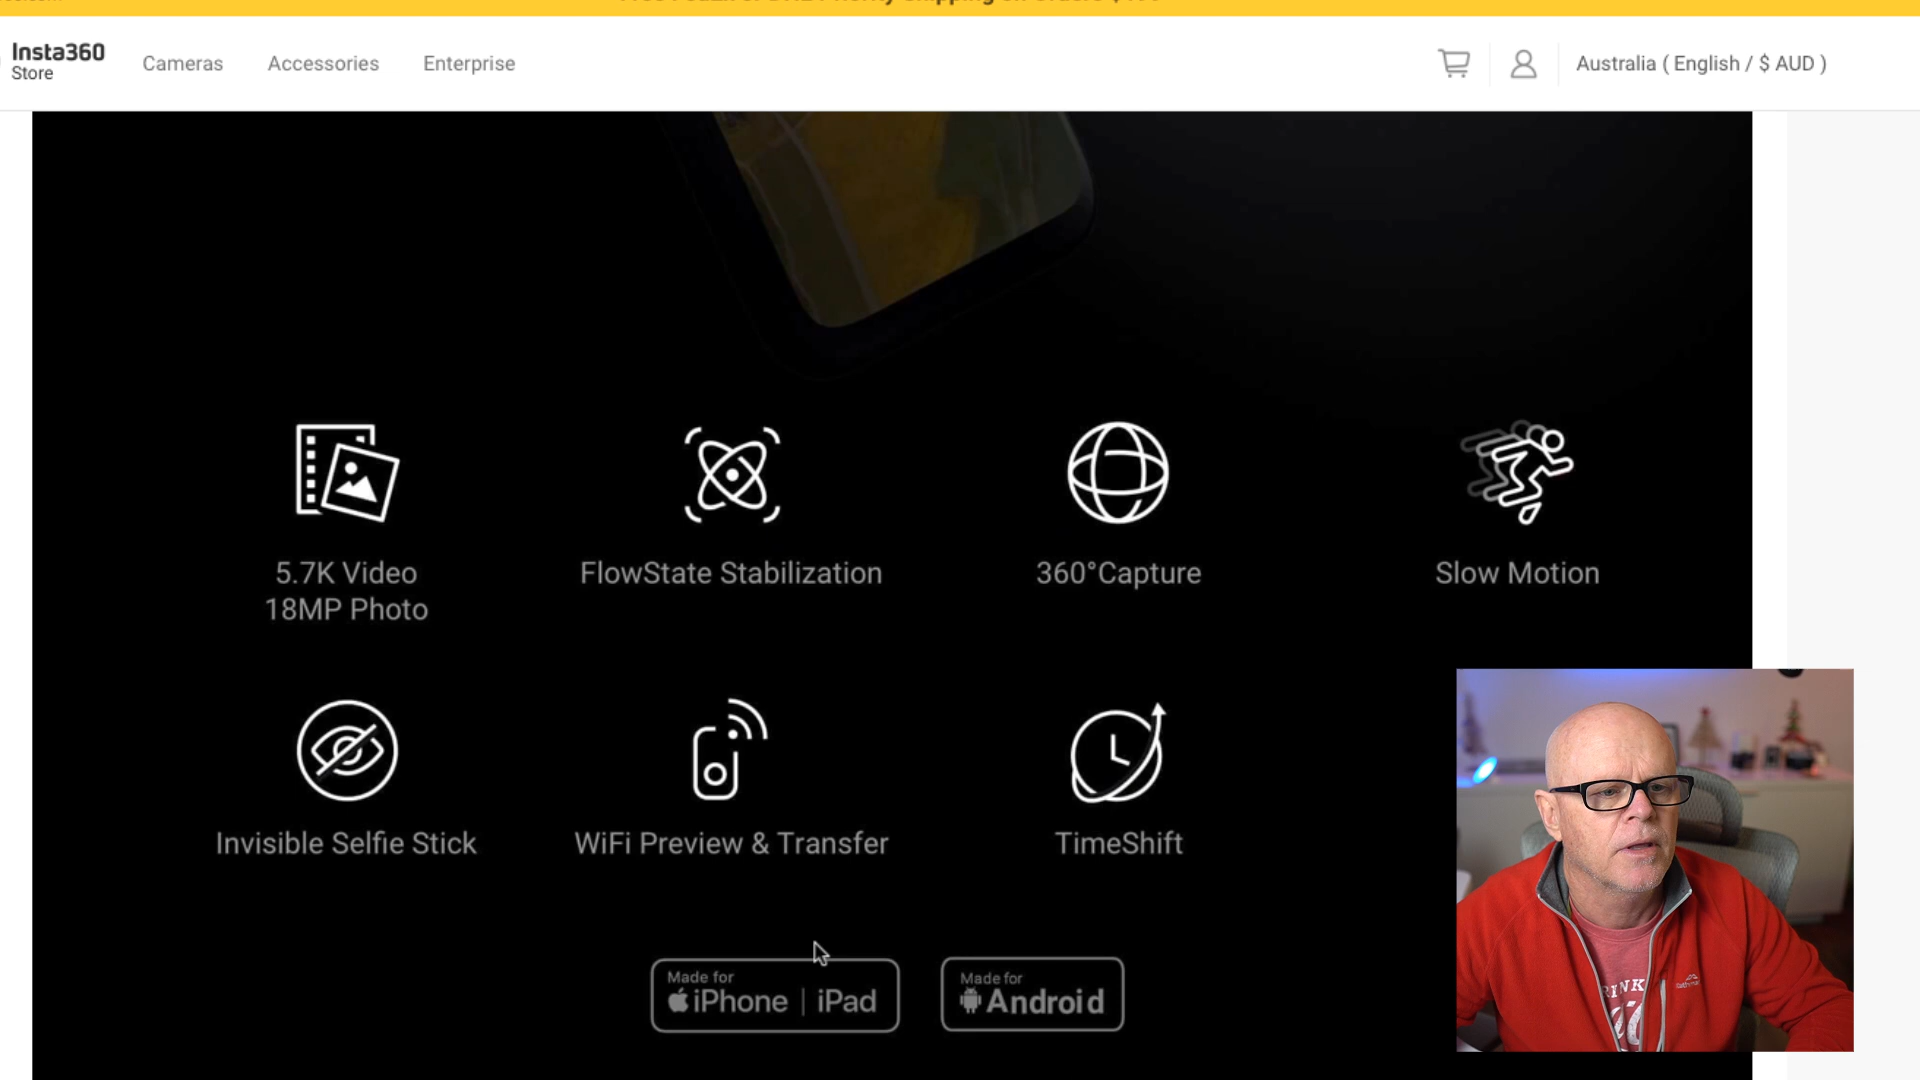 Insta360
Store
Cameras
Accessories
Enterprise
Australia ( English / $ AUD )
5.7K Video
18MP Photo
FlowState Stabilization
360°Capture
Slow Motion
Invisible Selfie Stick
WiFi Preview & Transfer
TimeShift
Made for
iPhone | iPad
Made for
Android